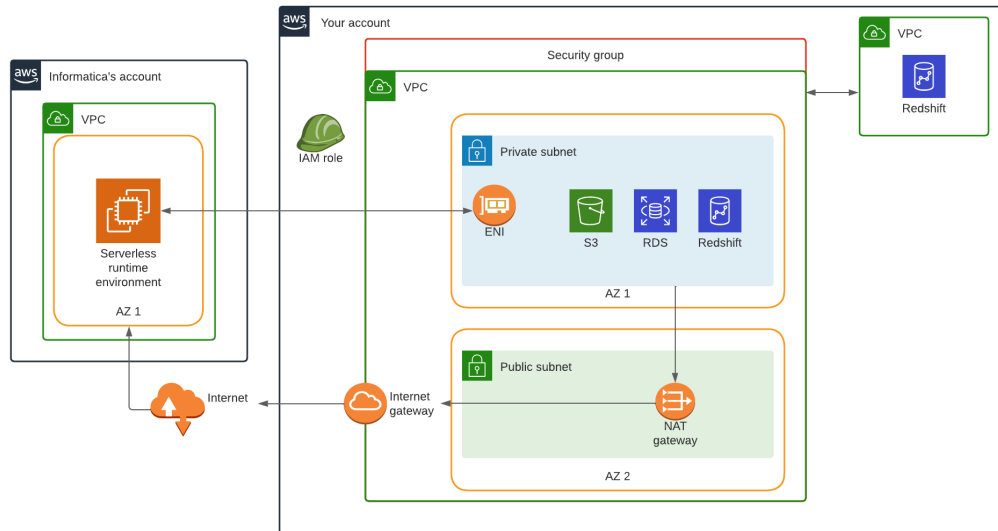 aws
Your account
Security group
VPC
VPC
Redshift
aws
Informatica's account
VPC
IAM role
Private subnet
ENI
S3
RDS
Redshift
AZ 1
Serverless
runtime
environment
AZ 1
Public subnet
Internet
Internet
gateway
NAT
gateway
AZ 2